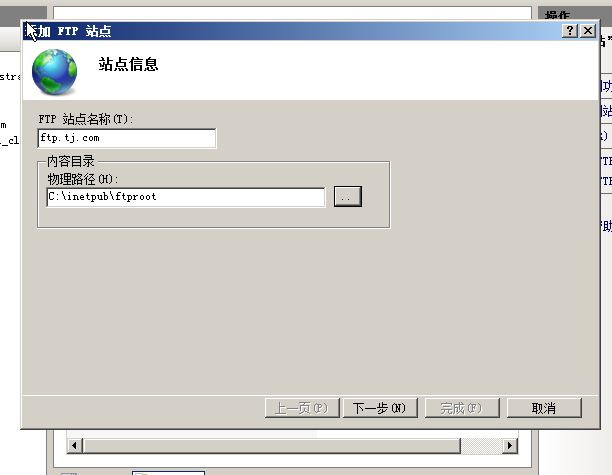 操作
添加 FTP 站点
站点信息
FTP 站点名称(T):
ftp.tj.com
内容目录
物理路径(H):
C:\inetpub\ftproot
..
上一页(P)
下一步(N)
完成(F)
取消